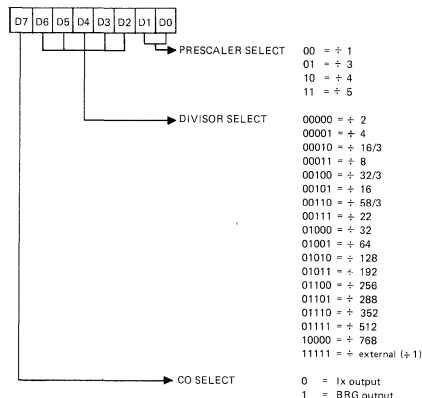 D7 D6 D5 D4 D3 D2 D1 D0
PRESCALER SELECT 00 = ÷ 1
01 = ÷ 3
10 = ÷ 4
11 = ÷ 5
DIVISOR SELECT 00000 = ÷ 2
00001 = ÷ 4
00010 = ÷ 16/3
00011 = ÷ 8
00100 = ÷ 32/3
00101 = ÷ 16
00110 = ÷ 58/3
00111 = ÷ 22
01000 = ÷ 32
01001 = ÷ 64
01010 = ÷ 128
01011 = ÷ 192
01100 = ÷ 256
01101 = ÷ 288
01110 = ÷ 352
01111 = ÷ 512
10000 = ÷ 768
11111 = ÷ external (÷1)
CO SELECT 0 = Ix output
1 = BRG output